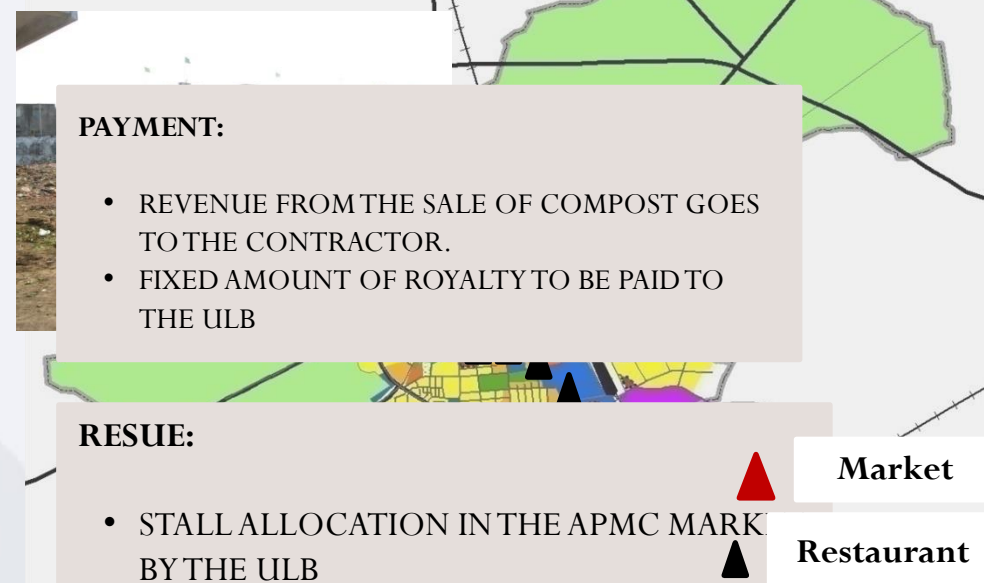 PAYMENT:
• REVENUE FROM THE SALE OF COMPOST GOES
TO THE CONTRACTOR.
• FIXED AMOUNT OF ROYALTY TO BE PAID TO
THE ULB
RESUE:
• STALL ALLOCATION IN THE APMC MARK
BY THE ULB
Market
Restaurant